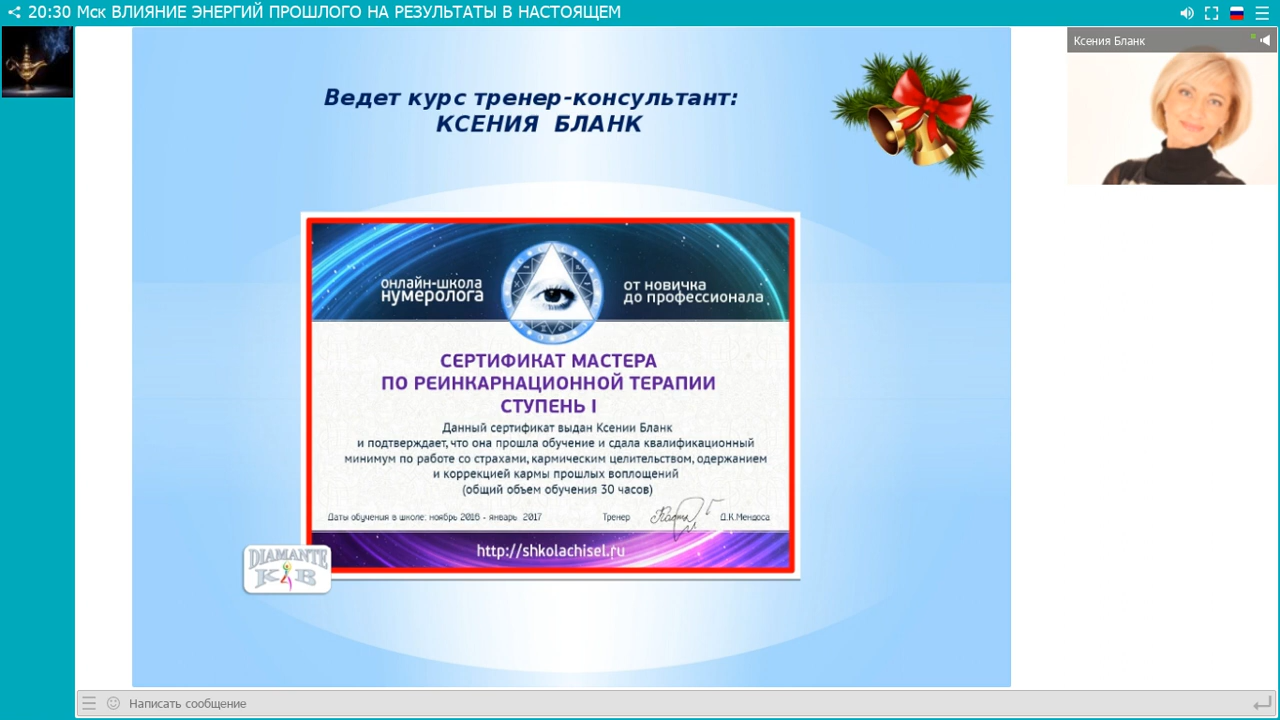 20:30 Мск ВЛИЯНИЕ ЭНЕРГИЙ ПРОШЛОГО НА РЕЗУЛЬТАТЫ В НАСТОЯЩЕМ
Ксения Бланк
Ведет курс тренер-консультант:
КСЕНИЯ БЛАНК
онлайн-школа
нумеролога
от новичка
до профессионала
СЕРТИФИКАТ МАСТЕРА
ПО РЕИНКАРНАЦИОННОЙ ТЕРАПИИ
СТУПЕНЬ I
Данный сертификат выдан Ксении Бланк
и подтверждает, что она прошла обучение и сдала квалификационный
минимум по работе со страхами, кармическим целительством, одержанием
и коррекцией кармы прошлых воплощений
(общий объем обучения 30 часов)
Даты обучения в школе: ноябрь 2016 - январь 2017
Тренер
Д.К.Мендоса
http://shkolachisel.ru
DIAMANTE
K B
Написать сообщение